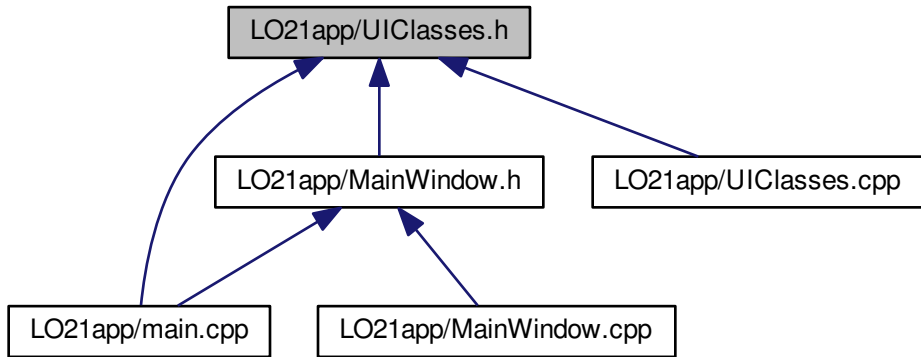 LO21app/UIClasses.h
LO21app/MainWindow.h
LO21app/UIClasses.cpp
LO21app/main.cpp
LO21app/MainWindow.cpp